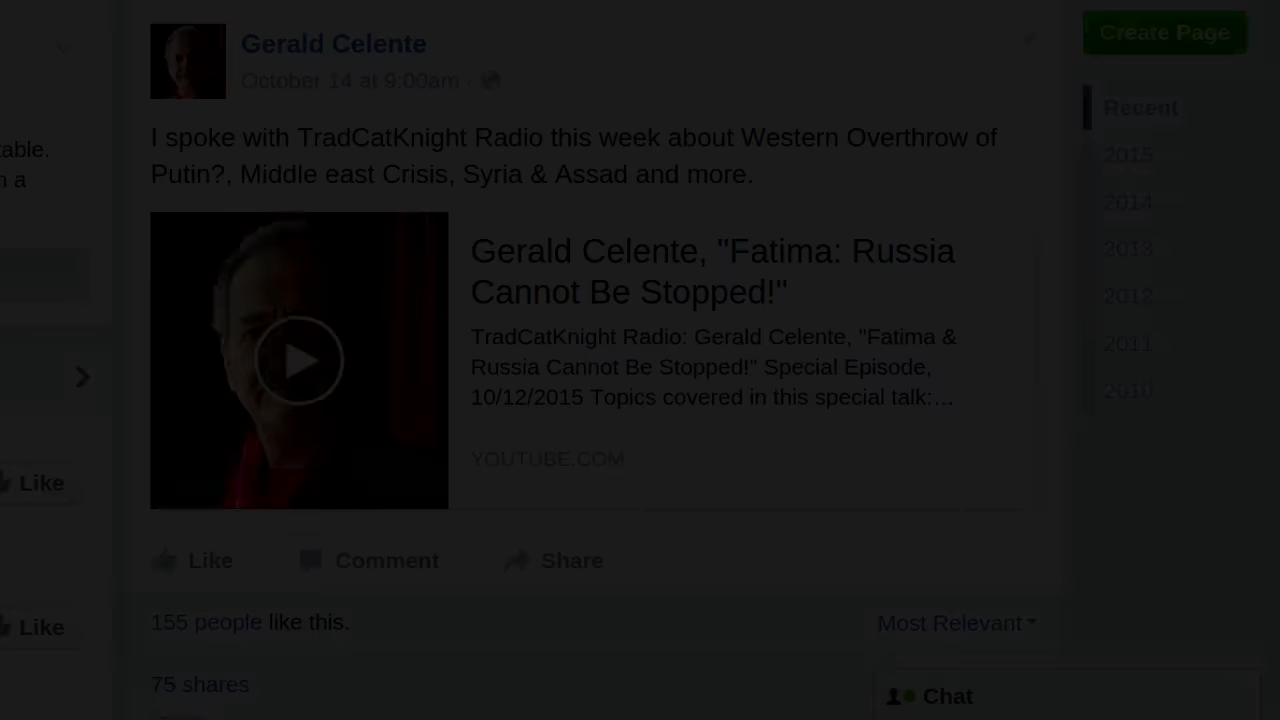 Gerald Celente
October 14 at 9:00am ·
I spoke with TradCatKnight Radio this week about Western Overthrow of
Putin?, Middle east Crisis, Syria & Assad and more.
Gerald Celente, "Fatima: Russia
Cannot Be Stopped!"
TradCatKnight Radio: Gerald Celente, "Fatima &
Russia Cannot Be Stopped!" Special Episode,
10/12/2015 Topics covered in this special talk:...
YOUTUBE.COM
Like Comment Share
155 people like this.
Most Relevant
75 shares
Create Page
Recent
2015
2014
2013
2012
2011
2010
Chat
a
Like
Like